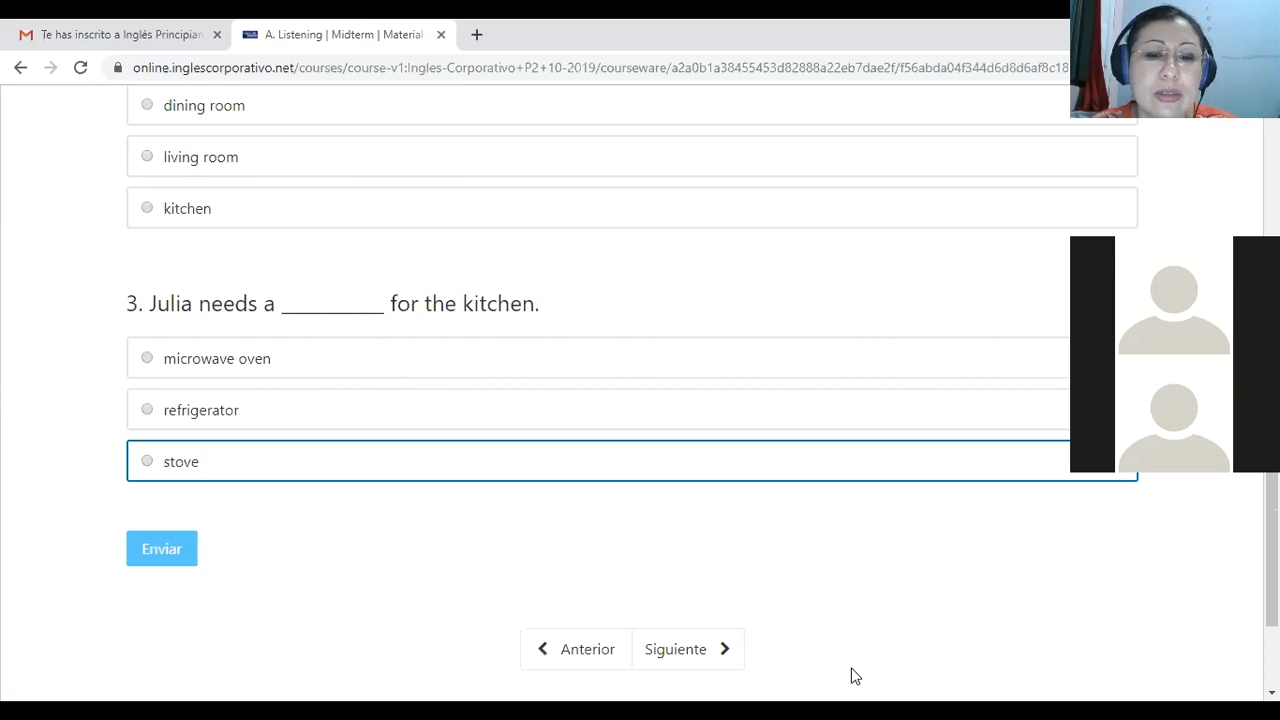 Te has inscrito a Inglés Principian
A. Listening | Midterm | Material
online.inglescorporativo.net/courses/course-v1:Ingles-Corporativo+P2+10-2019/courseware/a2a0b1a38455453d82888a22eb7dae2f/f56abda04f344d6d8d6af8c18
dining room
living room
kitchen
3. Julia needs a __________ for the kitchen.
microwave oven
refrigerator
stove
Enviar
Anterior
Siguiente